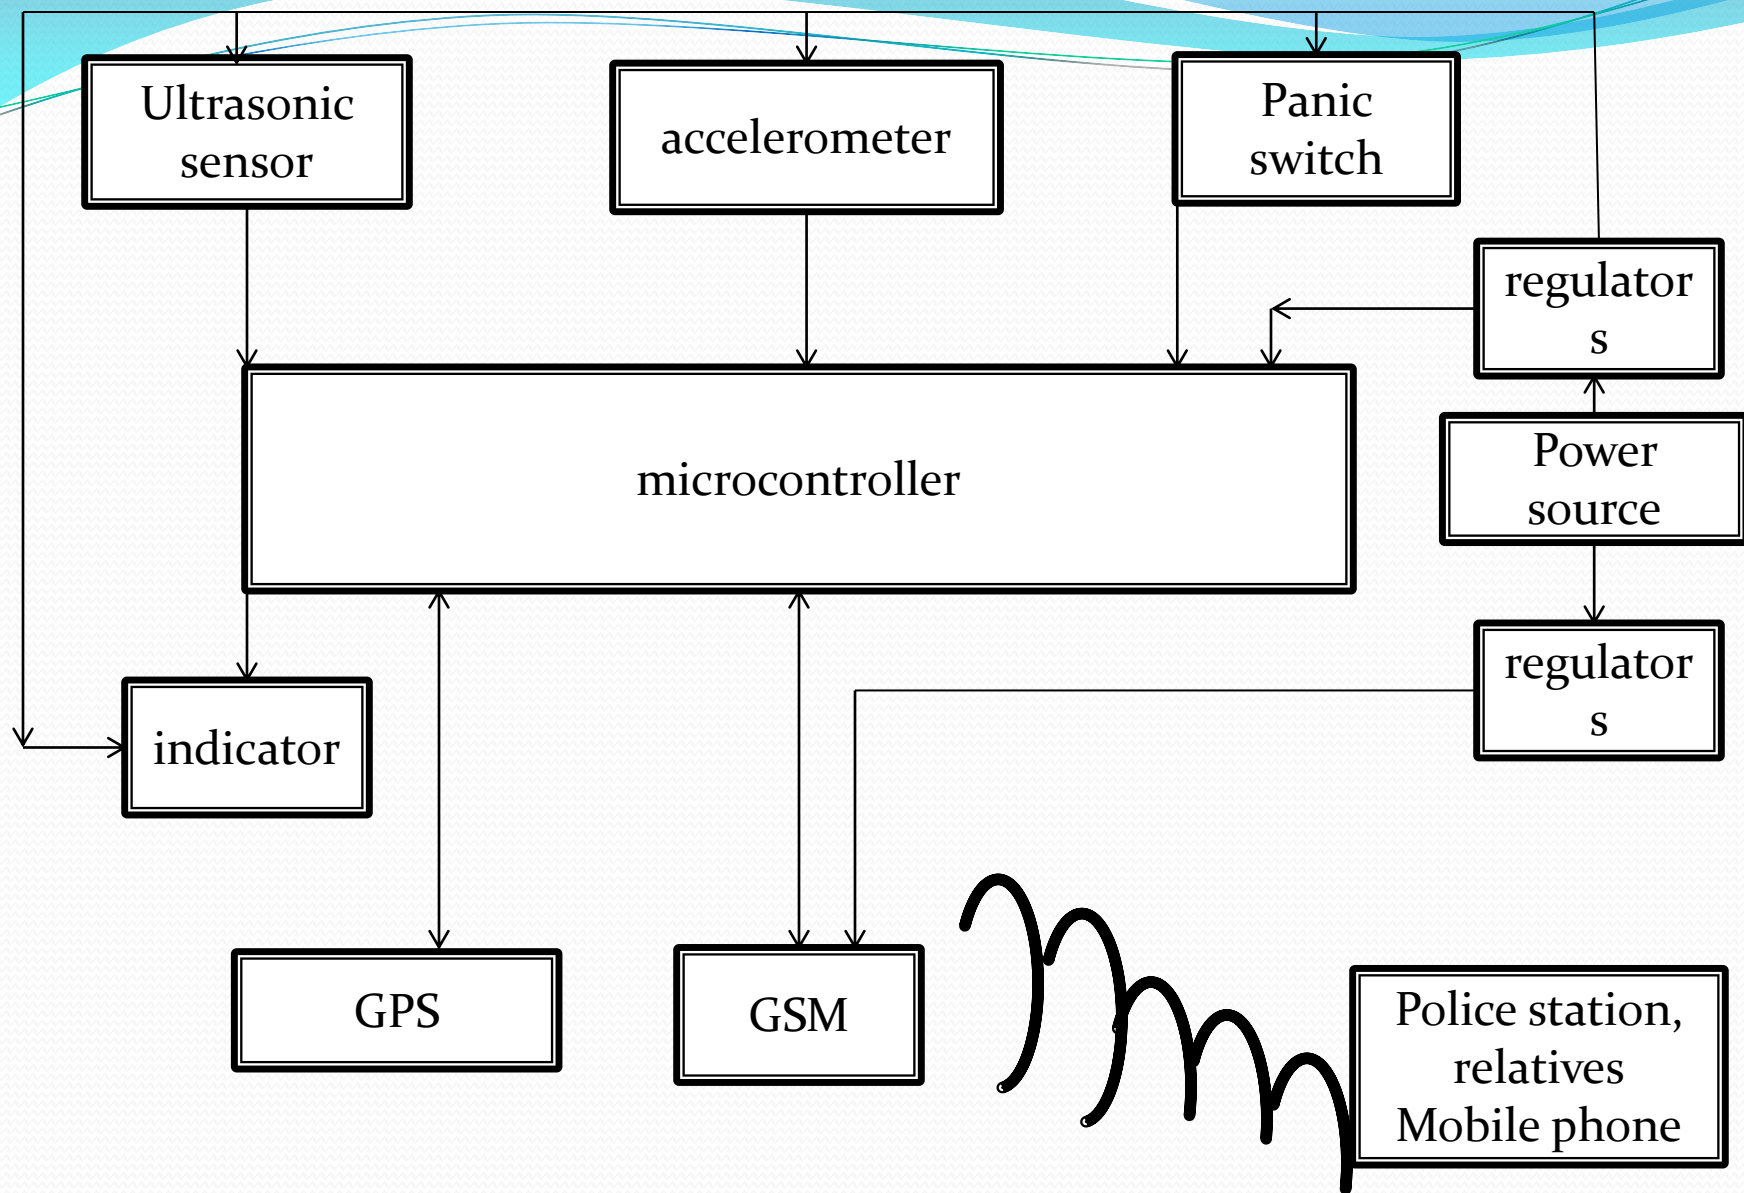 Ultrasonic
sensor
accelerometer
Panic
switch
regulator
s
microcontroller
Power
source
regulator
s
indicator
GPS
GSM
Police station,
relatives
Mobile phone